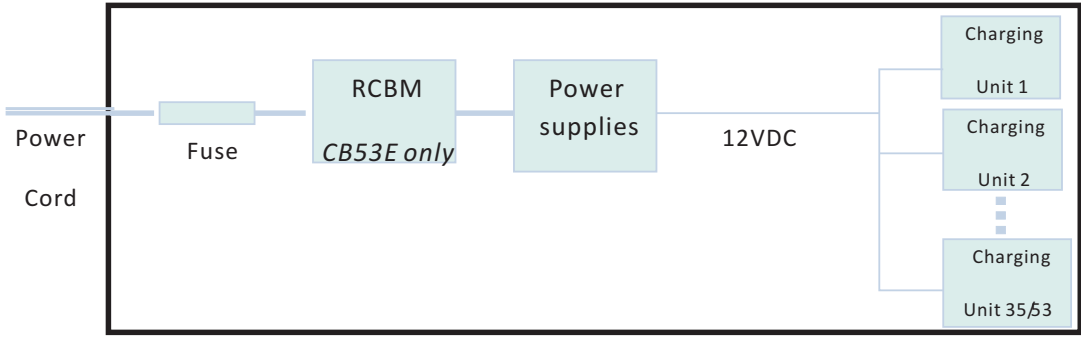 Power
Cord
Fuse
RCBM
CB53E only
Power
supplies
12VDC
Charging
Unit 1
Charging
Unit 2
Charging
Unit 35/53